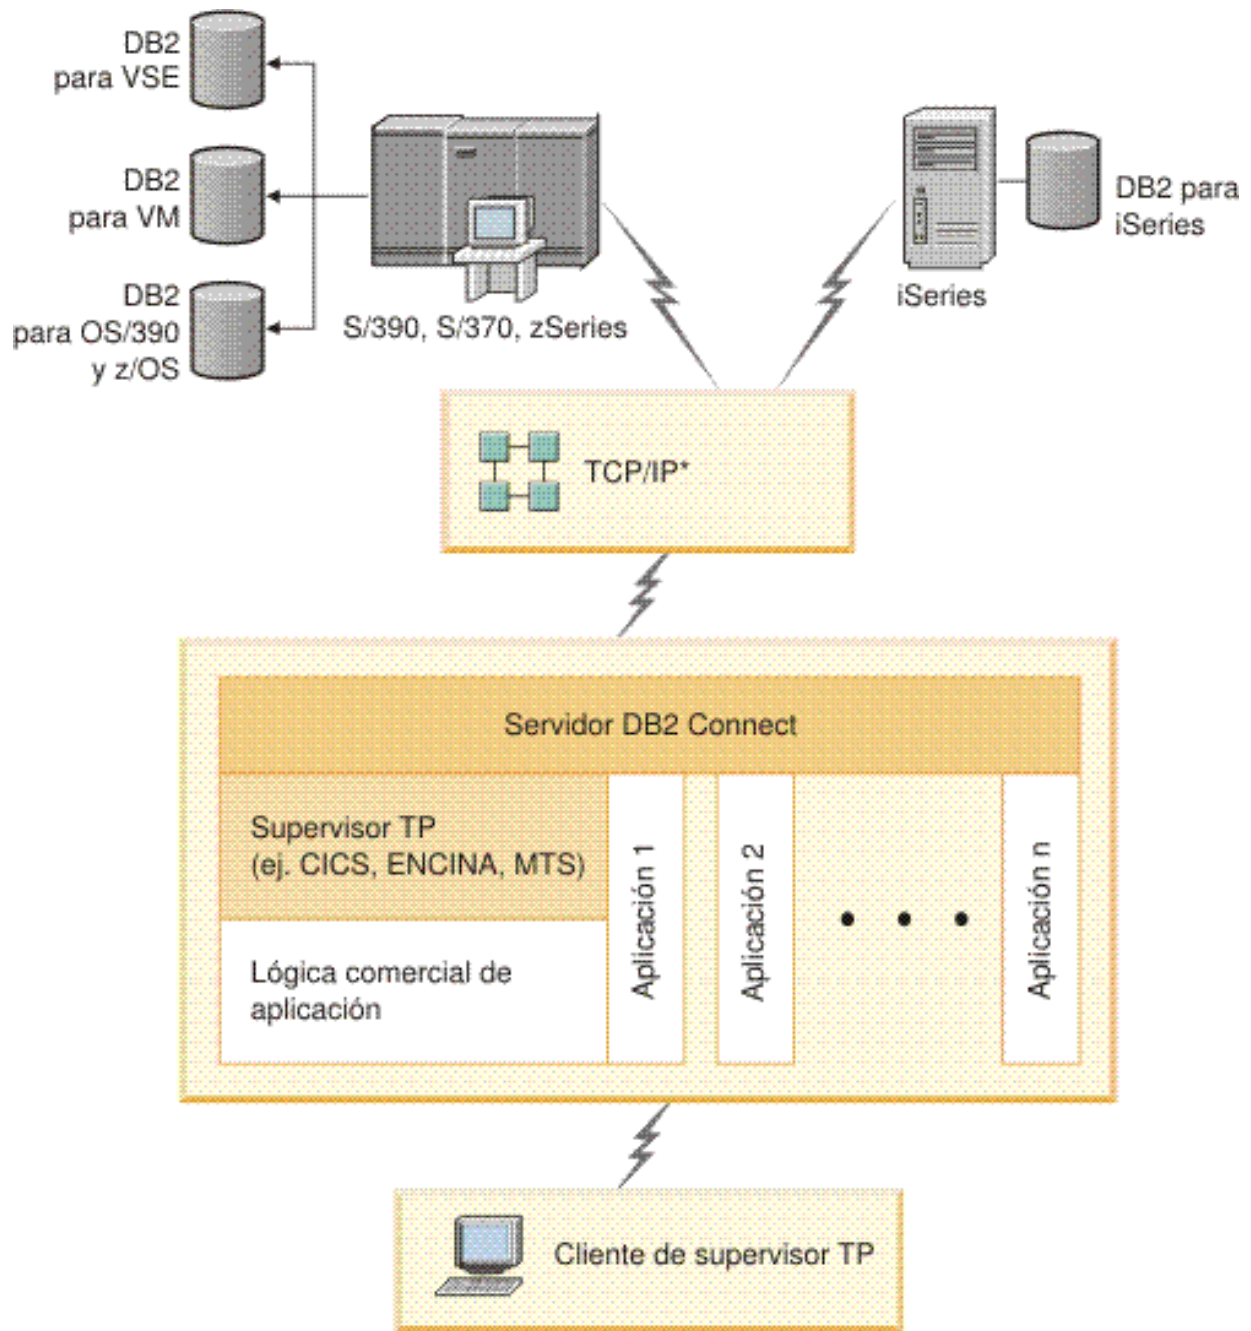 DB2
para VSE
DB2
para VM
DB2
para OS/390
y z/OS
S/390, S/370, zSeries
iSeries
DB2 para
iSeries
TCP/IP*
Servidor DB2 Connect
Supervisor TP
(ej. CICS, ENCINA, MTS)
Lógica comercial de
aplicación
Aplicación 1
Aplicación 2
• • •
Aplicación n
Cliente de supervisor TP